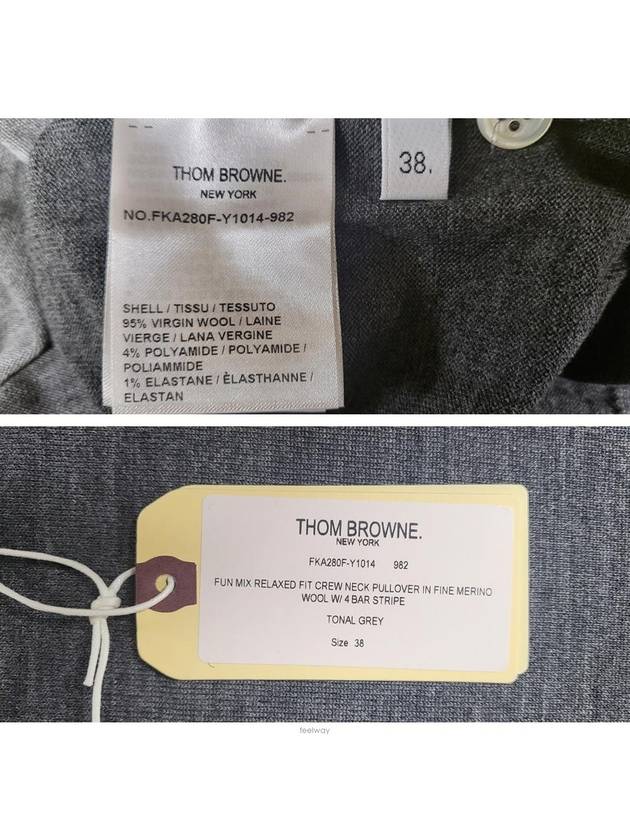 THOM BROWNE.
NEW YORK
NO.FKA280F-Y1014-982
SHELL / TISSU / TESSUTO
95% VIRGIN WOOL / LAINE
VIERGE / LANA VERGINE
4% POLYAMIDE / POLYAMIDE /
POLIAMMIDE
1% ELASTANE / ÈLASTHANNE /
ELASTAN
38.
THOM BROWNE.
NEW YORK
FKA280F-Y1014 982
FUN MIX RELAXED FIT CREW NECK PULLOVER IN FINE MERINO
WOOL W/ 4 BAR STRIPE
TONAL GREY
Size 38
feelway